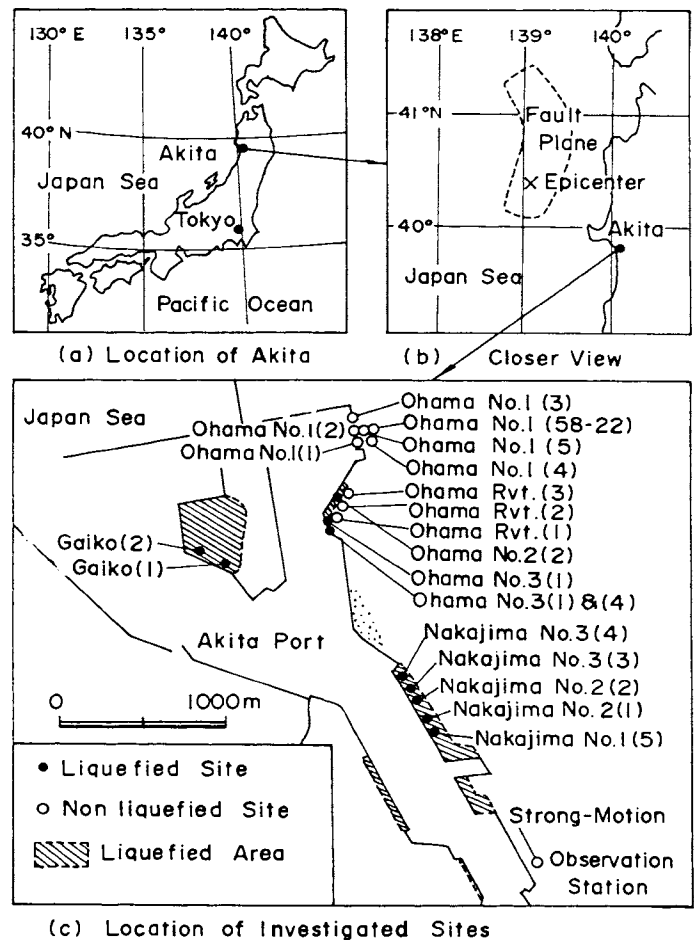 130° E 135° 140°
40° N
Akita
Japan Sea
Tokyo
35°
Pacific Ocean
(a) Location of Akita
138°E 139° 140°
41°N
Fault
Plane
Epicenter
40°
Akita
Japan Sea
(b) Closer View
Japan Sea
Ohama No.1 (3)
Ohama No.1(2)
Ohama No.1 (58-22)
Ohama No.1(1)
Ohama No.1 (5)
Ohama No.1 (4)
Ohama Rvt. (3)
Ohama Rvt. (2)
Ohama Rvt. (1)
Ohama No.2(2)
Ohama No.3(1)
Ohama No.3(1) & (4)
Gaiko(2)
Gaiko(1)
Akita Port
Nakajima No.3(4)
Nakajima No.3(3)
Nakajima No.2(2)
Nakajima No.2(1)
Nakajima No.1(5)
0 1000m
Liquefied Site
Non liquefied Site
Liquefied Area
Strong-Motion
Observation
Station
(c) Location of Investigated Sites